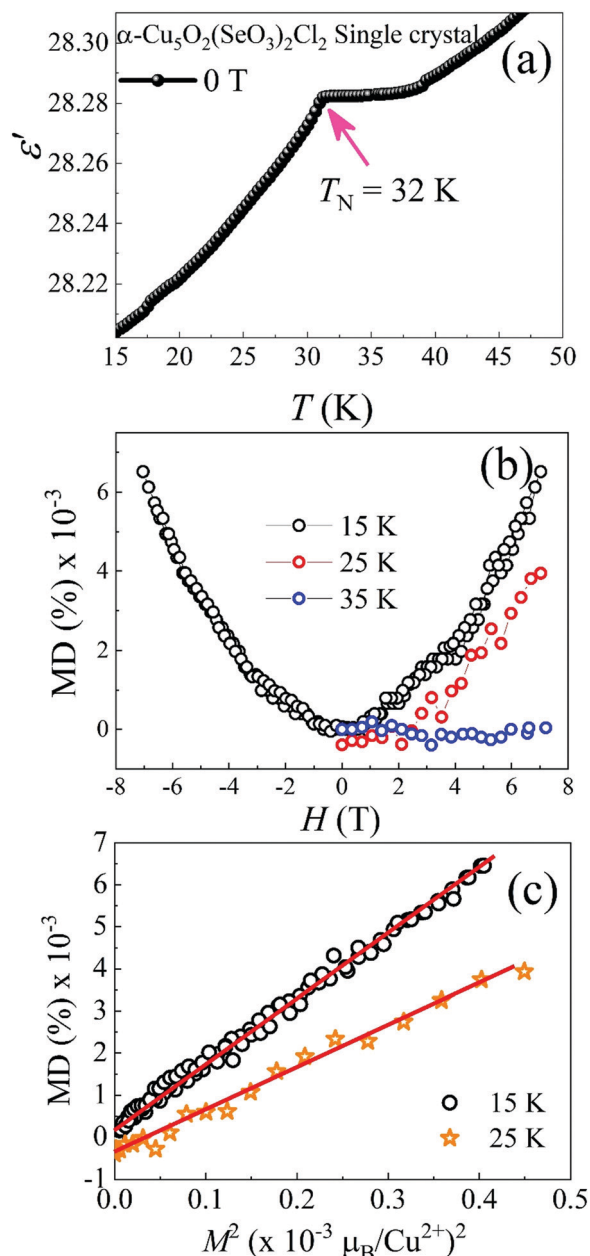 α-Cu₅O₂(SeO₃)₂Cl₂ Single crystal
(a)
0 T
T_N = 32 K
28.30
28.28
28.26
28.24
28.22
ε'
15 20 25 30 35 40 45 50
T (K)
(b)
15 K
25 K
35 K
6
4
2
0
MD (%) x 10⁻³
-8 -6 -4 -2 0 2 4 6 8
H (T)
(c)
7
6
5
4
3
2
1
0
-1
MD (%) x 10⁻³
15 K
25 K
0.0 0.1 0.2 0.3 0.4 0.5
M² (x 10⁻³ μ_B/Cu²⁺)²